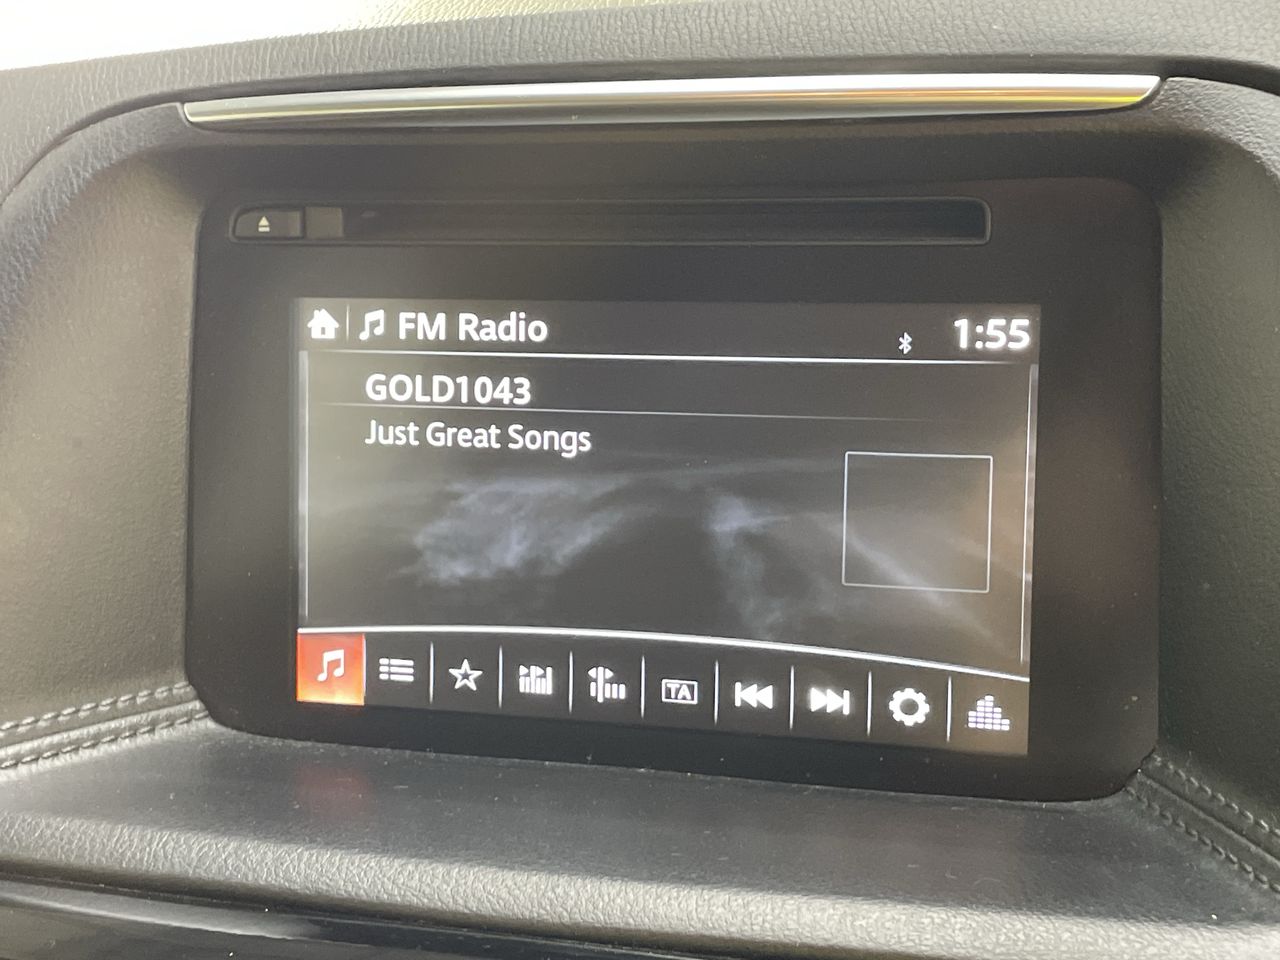 FM Radio
1:55
GOLD1043
Just Great Songs
TA